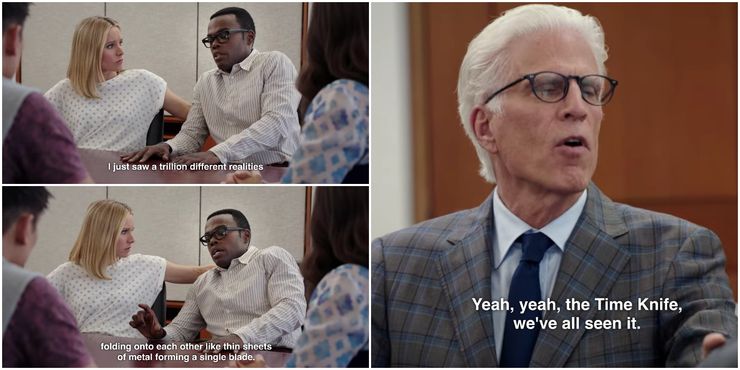 I just saw a trillion different realities
folding onto each other like thin sheets
of metal forming a single blade.
Yeah, yeah, the Time Knife,
we've all seen it.